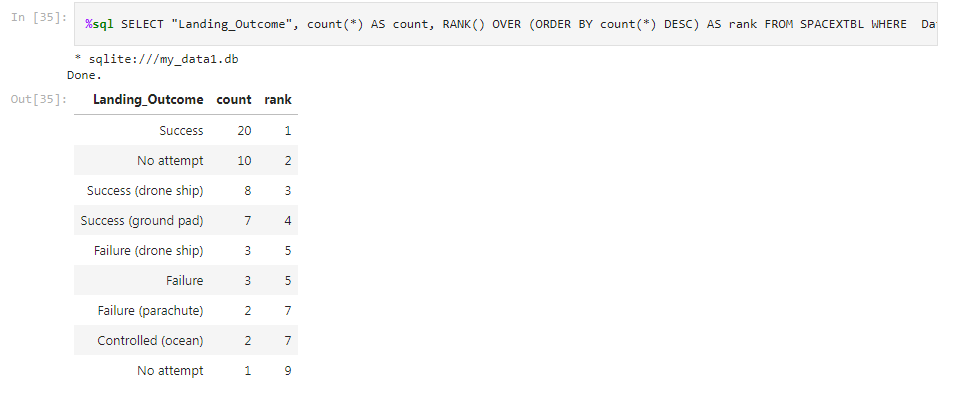 In [35]: %sql SELECT "Landing_Outcome", count(*) AS count, RANK() OVER (ORDER BY count(*) DESC) AS rank FROM SPACEXTBL WHERE
* sqlite:///my_data1.db
Done.
Out[35]: Landing_Outcome count rank
Success 20 1
No attempt 10 2
Success (drone ship) 8 3
Success (ground pad) 7 4
Failure (drone ship) 3 5
Failure 3 5
Failure (parachute) 2 7
Controlled (ocean) 2 7
No attempt 1 9